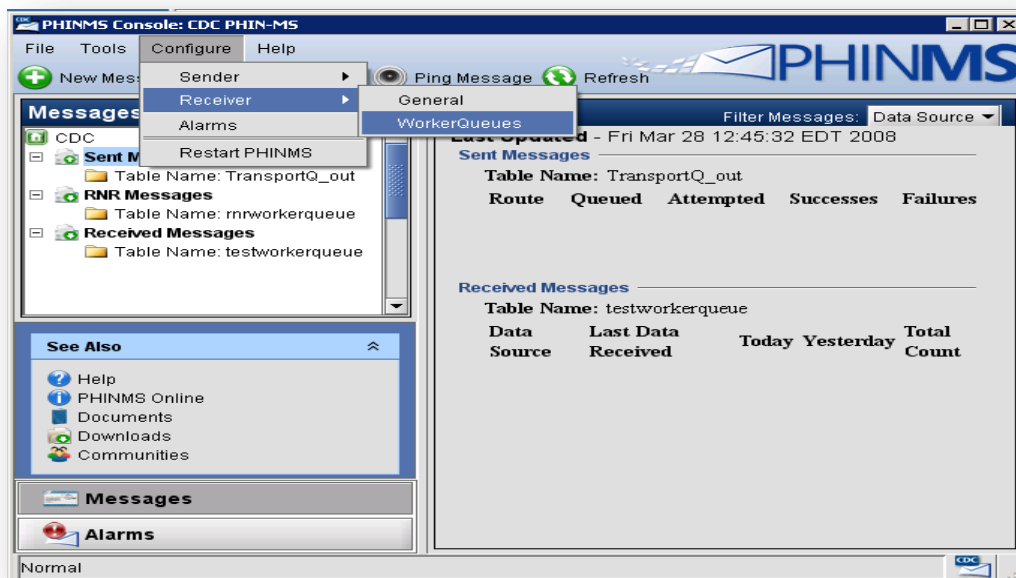 CDC
PHINMS Console: CDC PHIN-MS
File Tools Configure Help
New Mes Ping Message Refresh
PHINMS
Sender
Receiver
Alarms
Restart PHINMS
General
WorkerQueues
Messages
Filter Messages: Data Source
CDC
Sent M
Table Name: TransportQ_out
RNR Messages
Table Name: rnrworkerqueue
Received Messages
Table Name: testworkerqueue
Last Updated - Fri Mar 28 12:45:32 EDT 2008
Sent Messages
Table Name: TransportQ_out
Route Queued Attempted Successes Failures
Received Messages
Table Name: testworkerqueue
Data Source Last Data Received Today Yesterday Total Count
See Also
Help
PHINMS Online
Documents
Downloads
Communities
Messages
Alarms
Normal
CDC